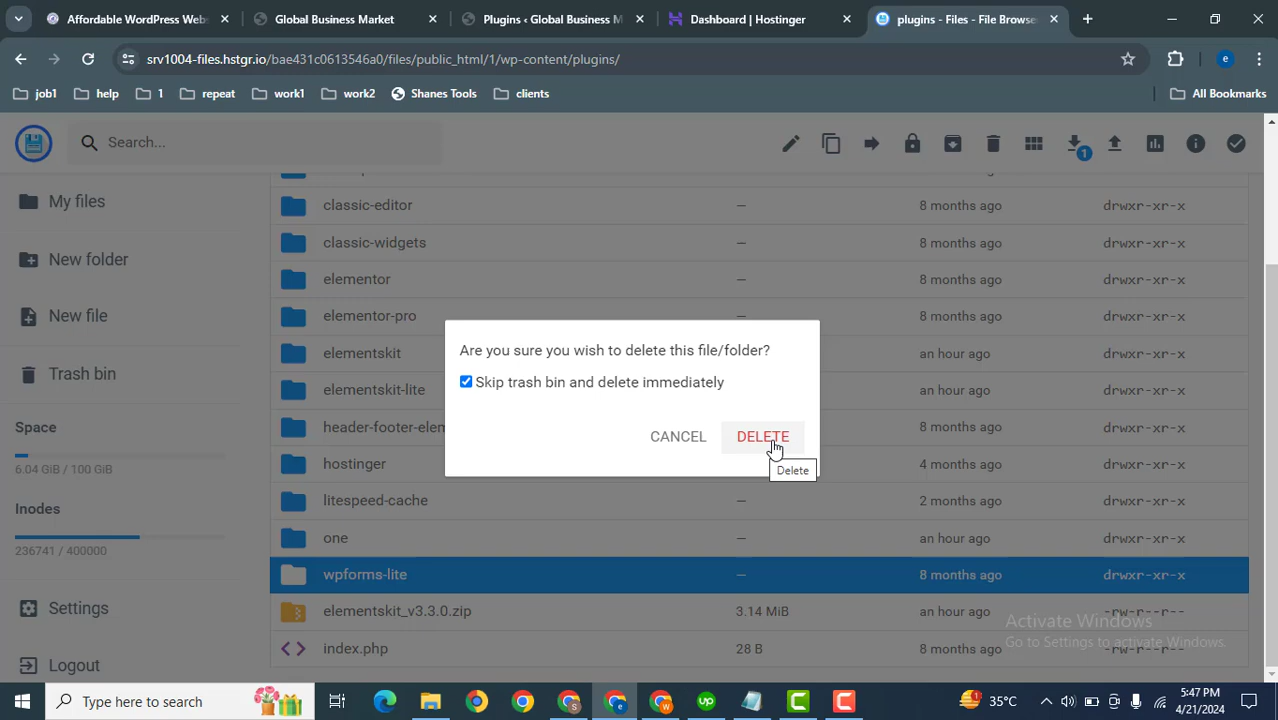 Affordable WordPress Webs
Global Business Market
Plugins ‹ Global Business M
Dashboard | Hostinger
plugins - Files - File Browse
srv1004-files.hstgr.io/bae431c0613546a0/files/public_html/1/wp-content/plugins/
e
job1
help
1
repeat
work1
work2
Shanes Tools
clients
All Bookmarks
Search...
1
My files
New folder
New file
Trash bin
Space
6.04 GiB / 100 GiB
Inodes
236741 / 400000
Settings
Logout
classic-editor — 8 months ago drwxr-xr-x
classic-widgets — 8 months ago drwxr-xr-x
elementor — 8 months ago drwxr-xr-x
elementor-pro — 8 months ago drwxr-xr-x
elementskit an hour ago drwxr-xr-x
elementskit-lite an hour ago drwxr-xr-x
header-footer-elem 8 months ago drwxr-xr-x
hostinger 4 months ago drwxr-xr-x
litespeed-cache — 2 months ago drwxr-xr-x
one — an hour ago drwxr-xr-x
wpforms-lite — 8 months ago drwxr-xr-x
elementskit_v3.3.0.zip 3.14 MiB an hour ago -rw-r--r--
index.php 28 B 8 months ago -rw-r--r--
Are you sure you wish to delete this file/folder?
Skip trash bin and delete immediately
CANCEL DELETE
Delete
Activate Windows
Go to Settings to activate Windows.
Type here to search
35°C
5:47 PM
4/21/2024